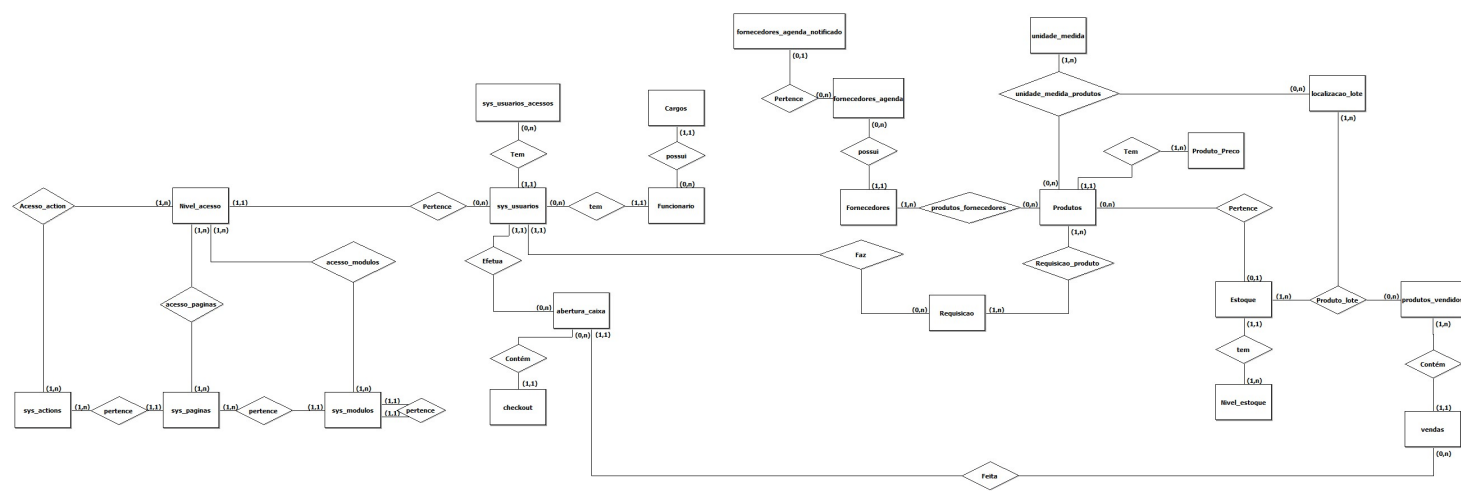 fornecedores_agenda_notificado
(0,1)
unidade_medida
(1,n)
Pertence
(0,n)
fornecedores_agenda
(0,n)
unidade_medida_produtos
(0,n)
localizacao_lote
(1,n)
sys_usuarios_acessos
(0,n)
Cargos
(1,1)
Tem
possui
possui
Tem
(1,n)
Produto_Preco
Acesso_action
(1,n)
Nivel_acesso
(1,1)
Pertence
(0,n)
(1,1)
sys_usuarios
(0,n)
tem
(1,1)
(0,n)
Funcionario
(1,1)
Fornecedores
(1,n)
produtos_fornecedores
(0,n)
(0,n)
(1,1)
Produtos
(0,n)
Pertence
(1,n)
(1,n)
(1,1)
(1,1)
(1,n)
Efetua
Faz
Requisicao_produto
acesso_modulos
acesso_paginas
(0,n)
abertura_caixa
(0,n)
(1,1)
(0,n)
Requisicao
(1,n)
(0,1)
Estoque
(1,n)
(1,1)
Produto_lote
(0,n)
produtos_vendidos
(1,n)
Contém
(1,1)
checkout
tem
(1,n)
Nivel_estoque
Contém
(1,1)
vendas
(0,n)
(1,n)
sys_actions
(1,n)
pertence
(1,1)
(1,n)
sys_paginas
(1,n)
pertence
(1,1)
(1,n)
sys_modulos
(1,1)
(1,1)
pertence
Feita